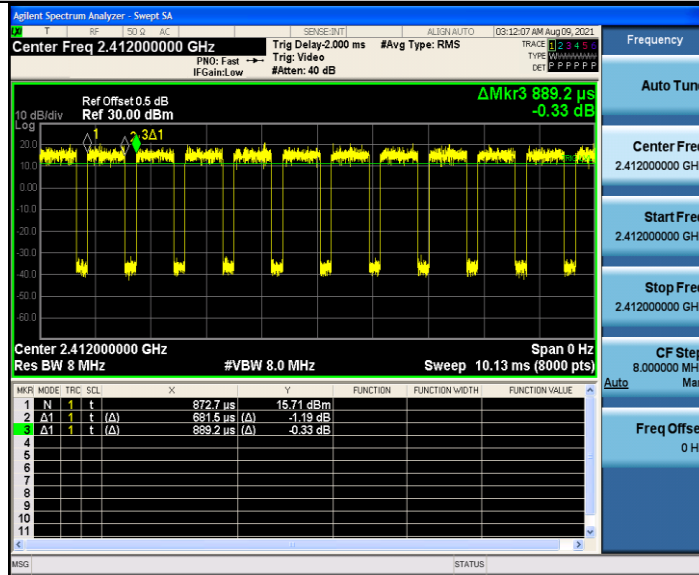 Agilent Spectrum Analyzer - Swept SA
T RF 50 Ω AC SENSE:INT ALIGN AUTO 03:12:07 AM Aug 09, 2021
Center Freq 2.412000000 GHz
Trig Delay-2.000 ms #Avg Type: RMS
TRACE 1 2 3 4 5 6
PNO: Fast Trig: Video
TYPE
IFGain:Low #Atten: 40 dB
DET P P P P P P
Frequency
Auto Tune
ΔMkr3 889.2 µs
-0.33 dB
Ref Offset 0.5 dB
10 dB/div Ref 30.00 dBm
Log
1 3Δ1
20.0
10.0
0.00
-10.0
-20.0
-30.0
-40.0
-50.0
-60.0
Center 2.412000000 GHz Span 0 Hz
Res BW 8 MHz #VBW 8.0 MHz Sweep 10.13 ms (8000 pts)
Center Freq
2.412000000 GH
Start Freq
2.412000000 GH
Stop Freq
2.412000000 GH
CF Step
8.000000 MH
Auto Ma
Freq Offse
0 H
MKR MODE TRC SCL X Y FUNCTION FUNCTION WIDTH FUNCTION VALUE
1 N 1 t 872.7 µs 15.71 dBm
2 Δ1 1 t (Δ) 681.5 µs (Δ) -1.19 dB
3 Δ1 1 t (Δ) 889.2 µs (Δ) -0.33 dB
4
5
6
7
8
9
10
11
MSG STATUS